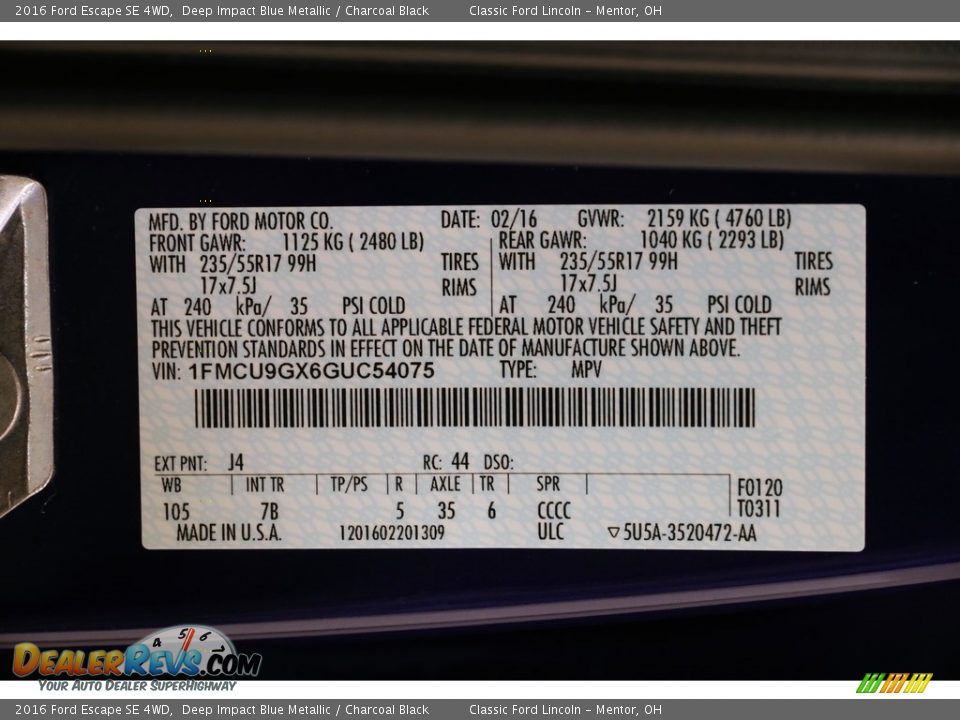 2016 Ford Escape SE 4WD, Deep Impact Blue Metallic / Charcoal Black Classic Ford Lincoln – Mentor, OH
MFD. BY FORD MOTOR CO. DATE: 02/16 GVWR: 2159 KG ( 4760 LB)
FRONT GAWR: 1125 KG ( 2480 LB) REAR GAWR: 1040 KG ( 2293 LB)
WITH 235/55R17 99H TIRES WITH 235/55R17 99H TIRES
17x7.5J RIMS 17x7.5J RIMS
AT 240 kPa/ 35 PSI COLD AT 240 kPa/ 35 PSI COLD
THIS VEHICLE CONFORMS TO ALL APPLICABLE FEDERAL MOTOR VEHICLE SAFETY AND THEFT
PREVENTION STANDARDS IN EFFECT ON THE DATE OF MANUFACTURE SHOWN ABOVE.
VIN: 1FMCU9GX6GUC54075 TYPE: MPV
EXT PNT: J4 RC: 44 DSO:
WB INT TR TP/PS R AXLE TR SPR F0120
105 7B 5 35 6 CCCC T0311
MADE IN U.S.A. 1201602201309 ULC ▽5U5A-3520472-AA
4 5 6
DEALERREVS.COM
YOUR AUTO DEALER SUPERHIGHWAY
2016 Ford Escape SE 4WD, Deep Impact Blue Metallic / Charcoal Black Classic Ford Lincoln – Mentor, OH